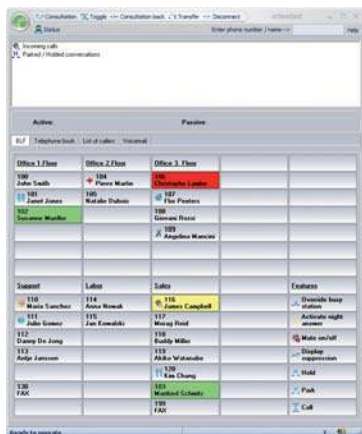 Consultation Toggle Consultation back Transfer Disconnect Attendant
Status Enter phone number / name--> Help
Incoming calls
Parked / Holded conversations
Active: Passive:
BLF Telephone book List of callers Voicemail
Office 1.Floor Office 2.Floor Office 3. Floor
100 John Smith
104 Pierre Martin
106
101 Janet Jones
105 Natalie Dubois
107 Flor Peeters
102 Susanne Mueller
108 Giovani Rossi
109 Angelina Mancini
Support Labor Sales Features
110 Maria Sanchez
114 Anna Nowak
116 James Campbell
Override busy station
111 Julio Gomez
115 Jan Kowalski
117 Morag Reid
Activate night answer
112 Danny De Jong
118 Buddy Miller
Mute on/off
113 Antje Janssen
119 Akiko Watanabe
Display suppression
120 Kim Chang
Hold
103 Manfred Schmitz
Park
130 FAX
199 FAX
Call
Ready to operate